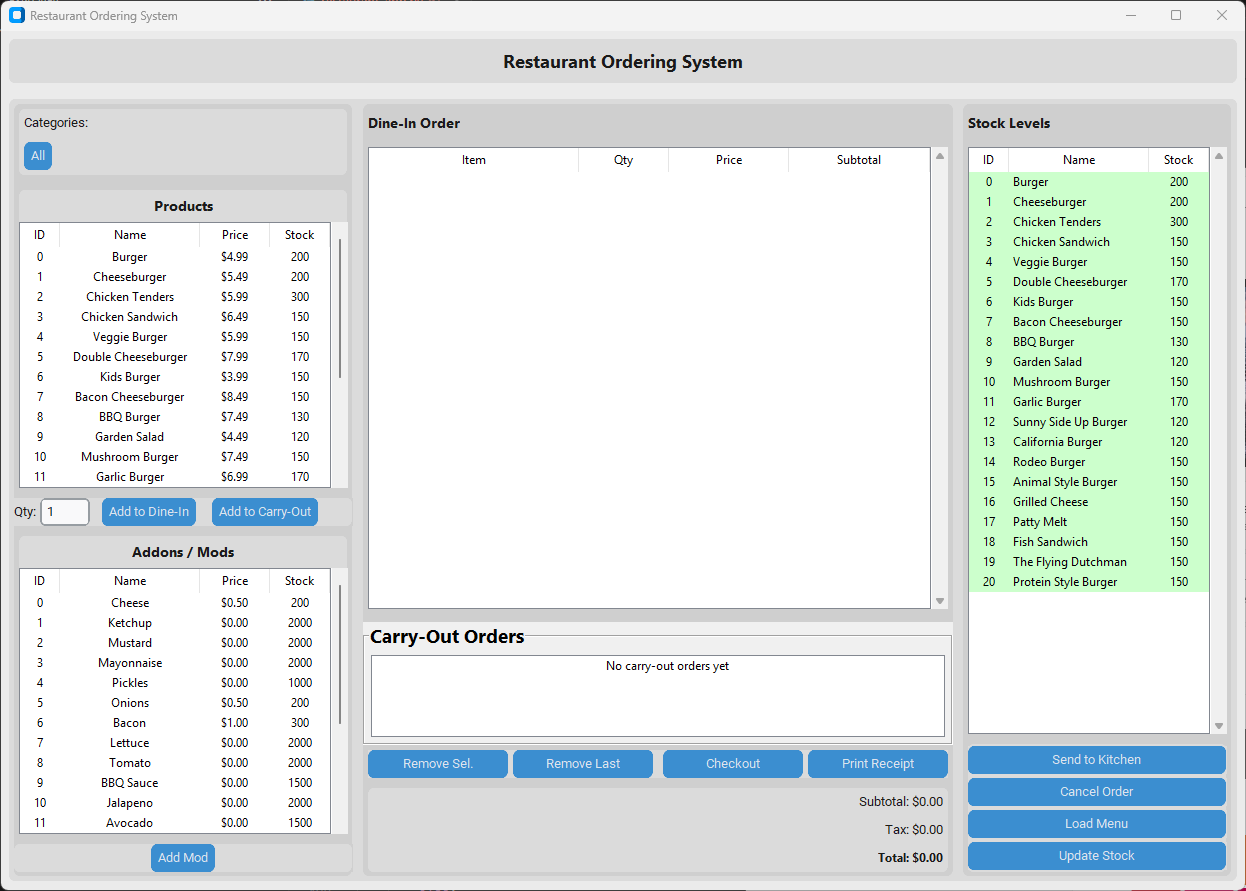 Restaurant Ordering System
Restaurant Ordering System
Categories:
All
Products
ID Name Price Stock
0 Burger $4.99 200
1 Cheeseburger $5.49 200
2 Chicken Tenders $5.99 300
3 Chicken Sandwich $6.49 150
4 Veggie Burger $5.99 150
5 Double Cheeseburger $7.99 170
6 Kids Burger $3.99 150
7 Bacon Cheeseburger $8.49 150
8 BBQ Burger $7.49 130
9 Garden Salad $4.49 120
10 Mushroom Burger $7.49 150
11 Garlic Burger $6.99 170
Qty: 1 Add to Dine-In Add to Carry-Out
Addons / Mods
ID Name Price Stock
0 Cheese $0.50 200
1 Ketchup $0.00 2000
2 Mustard $0.00 2000
3 Mayonnaise $0.00 2000
4 Pickles $0.00 1000
5 Onions $0.50 200
6 Bacon $1.00 300
7 Lettuce $0.00 2000
8 Tomato $0.00 2000
9 BBQ Sauce $0.00 1500
10 Jalapeno $0.00 2000
11 Avocado $0.00 1500
Add Mod
Dine-In Order
Item Qty Price Subtotal
Carry-Out Orders
No carry-out orders yet
Remove Sel. Remove Last Checkout Print Receipt
Subtotal: $0.00
Tax: $0.00
Total: $0.00
Stock Levels
ID Name Stock
0 Burger 200
1 Cheeseburger 200
2 Chicken Tenders 300
3 Chicken Sandwich 150
4 Veggie Burger 150
5 Double Cheeseburger 170
6 Kids Burger 150
7 Bacon Cheeseburger 150
8 BBQ Burger 130
9 Garden Salad 120
10 Mushroom Burger 150
11 Garlic Burger 170
12 Sunny Side Up Burger 120
13 California Burger 120
14 Rodeo Burger 150
15 Animal Style Burger 150
16 Grilled Cheese 150
17 Patty Melt 150
18 Fish Sandwich 150
19 The Flying Dutchman 150
20 Protein Style Burger 150
Send to Kitchen
Cancel Order
Load Menu
Update Stock